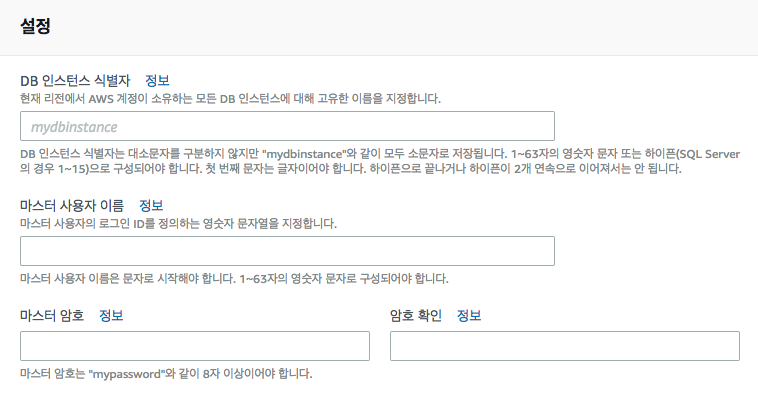 설정
DB 인스턴스 식별자 정보
현재 리전에서 AWS 계정이 소유하는 모든 DB 인스턴스에 대해 고유한 이름을 지정합니다.
mydbinstance
DB 인스턴스 식별자는 대소문자를 구분하지 않지만 "mydbinstance"와 같이 모두 소문자로 저장됩니다. 1~63자의 영숫자 문자 또는 하이픈(SQL Server
의 경우 1~15)으로 구성되어야 합니다. 첫 번째 문자는 글자이어야 합니다. 하이픈으로 끝나거나 하이픈이 2개 연속으로 이어져서는 안 됩니다.
마스터 사용자 이름 정보
마스터 사용자의 로그인 ID를 정의하는 영숫자 문자열을 지정합니다.
마스터 사용자 이름은 문자로 시작해야 합니다. 1~63자의 영숫자 문자로 구성되어야 합니다.
마스터 암호 정보 암호 확인 정보
마스터 암호는 "mypassword"와 같이 8자 이상이어야 합니다.